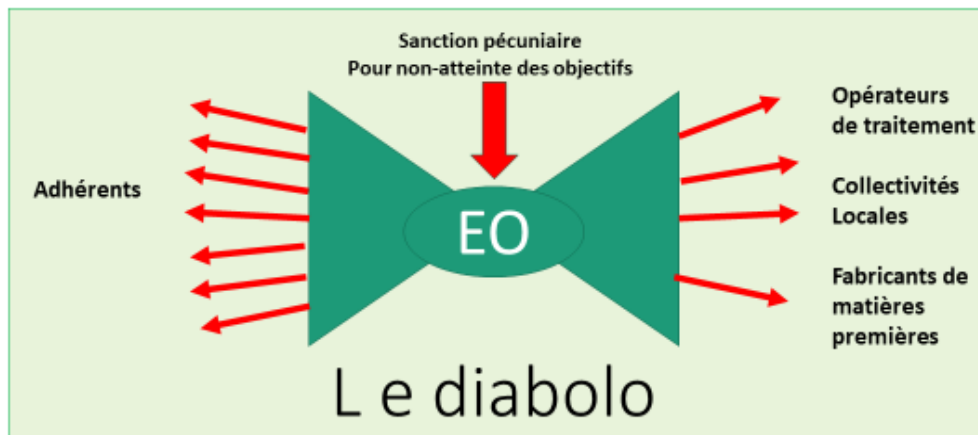 Sanction pécuniaire
Pour non-atteinte des objectifs
Adhérents
EO
Opérateurs
de traitement
Collectivités
Locales
Fabricants de
matières
premières
L e diabolo